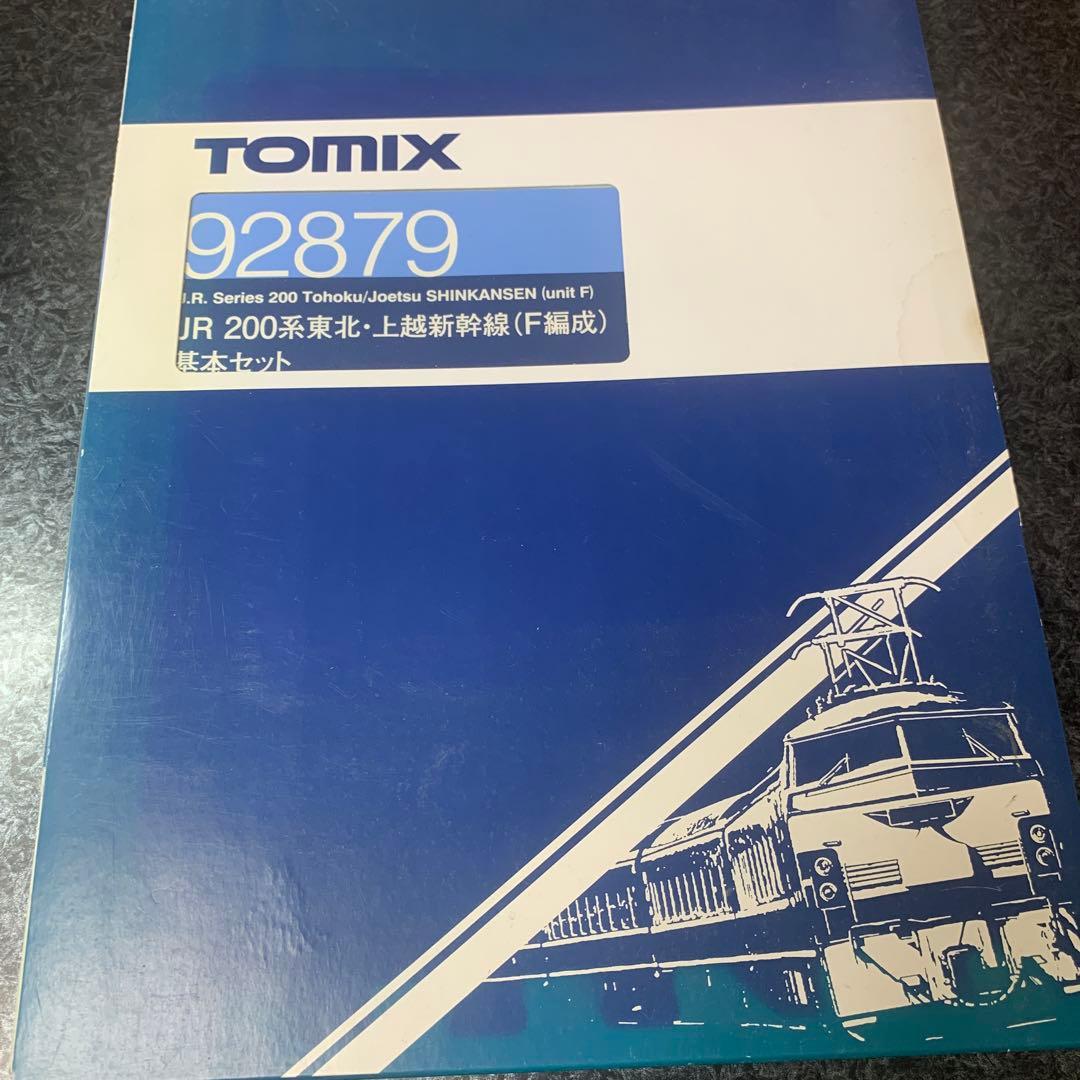 TOMIX
92879
J.R. Series 200 Tohoku/Joetsu SHINKANSEN (unit F)
JR 200系東北・上越新幹線(F編成)
基本セット